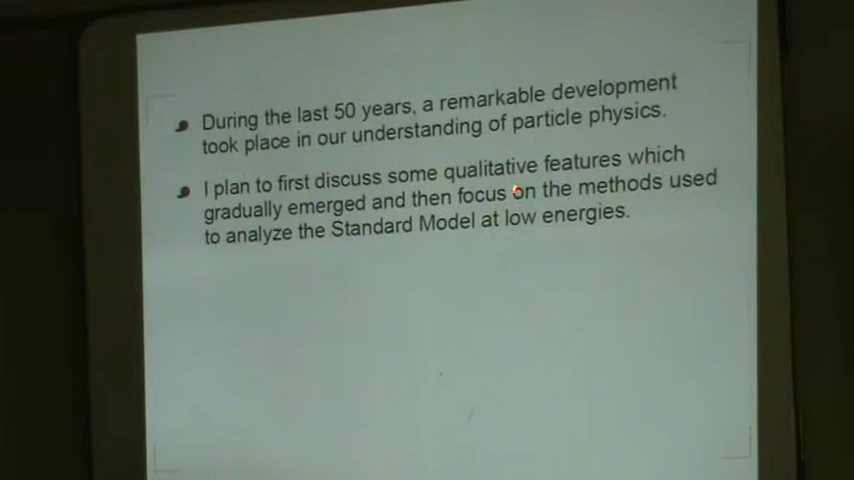 During the last 50 years, a remarkable development
took place in our understanding of particle physics.
I plan to first discuss some qualitative features which
gradually emerged and then focus on the methods used
to analyze the Standard Model at low energies.